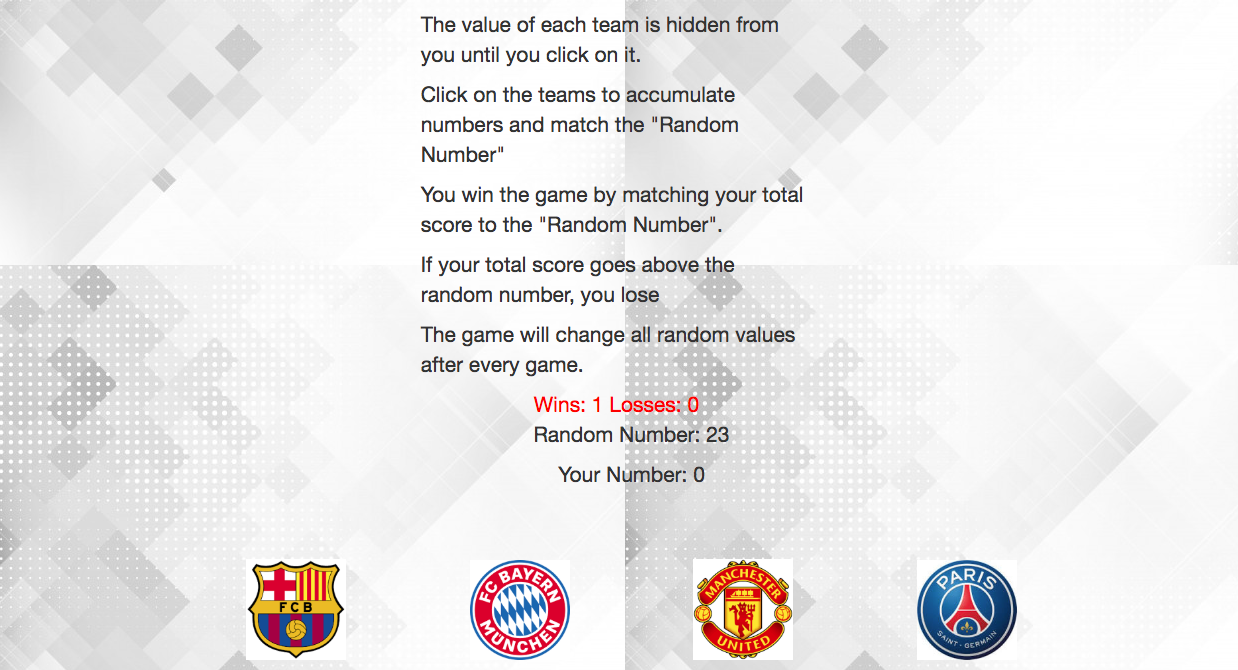 The value of each team is hidden from
you until you click on it.
Click on the teams to accumulate
numbers and match the "Random
Number"
You win the game by matching your total
score to the "Random Number".
If your total score goes above the
random number, you lose
The game will change all random values
after every game.
Wins: 1 Losses: 0
Random Number: 23
Your Number: 0
FCB
FC BAYERN
MÜNCHEN
MANCHESTER
UNITED
PARIS
SAINT-GERMAIN